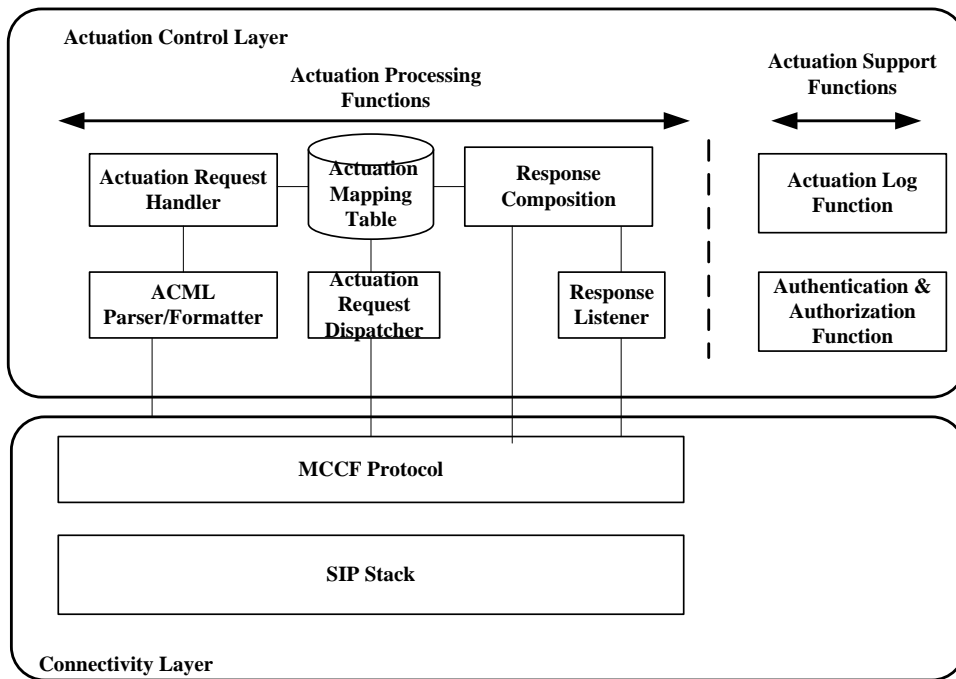 Actuation Control Layer
Actuation Processing
Functions
Actuation Support
Functions
Actuation Request
Handler
Actuation
Mapping
Table
Response
Composition
Actuation Log
Function
ACML
Parser/Formatter
Actuation
Request
Dispatcher
Response
Listener
Authentication &
Authorization
Function
MCCF Protocol
SIP Stack
Connectivity Layer